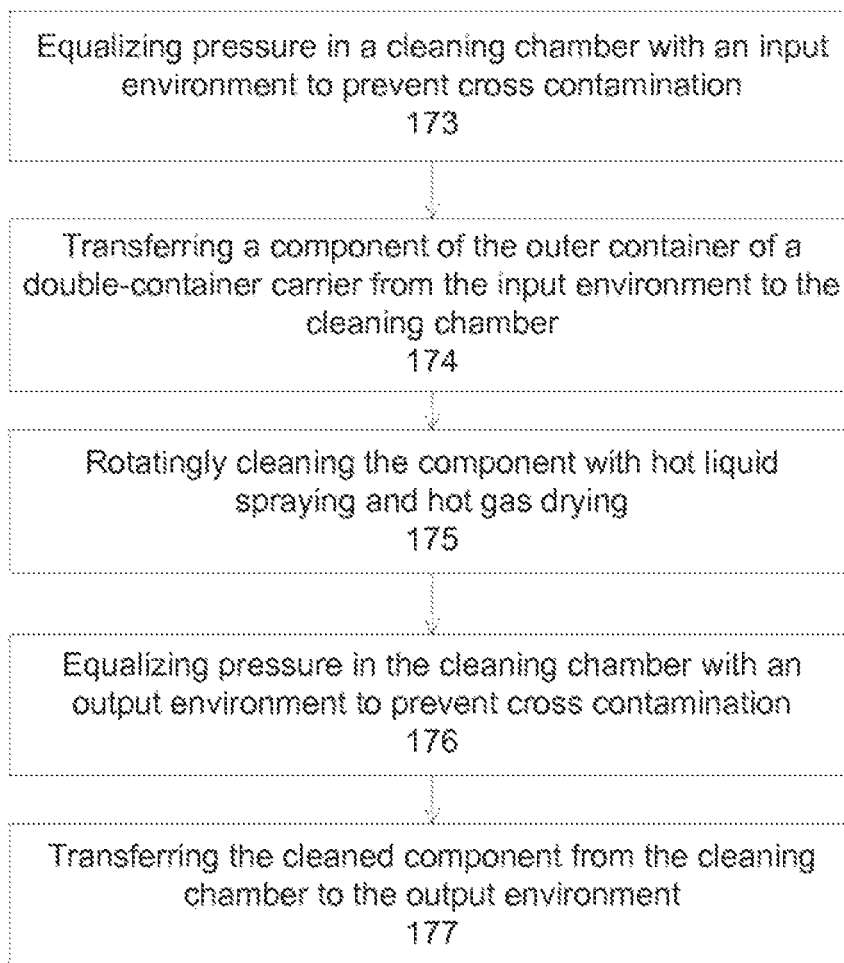 Equalizing pressure in a cleaning chamber with an input
environment to prevent cross contamination
173
Transferring a component of the outer container of a
double-container carrier from the input environment to the
cleaning chamber
174
Rotatingly cleaning the component with hot liquid
spraying and hot gas drying
175
Equalizing pressure in the cleaning chamber with an
output environment to prevent cross contamination
176
Transferring the cleaned component from the cleaning
chamber to the output environment
177